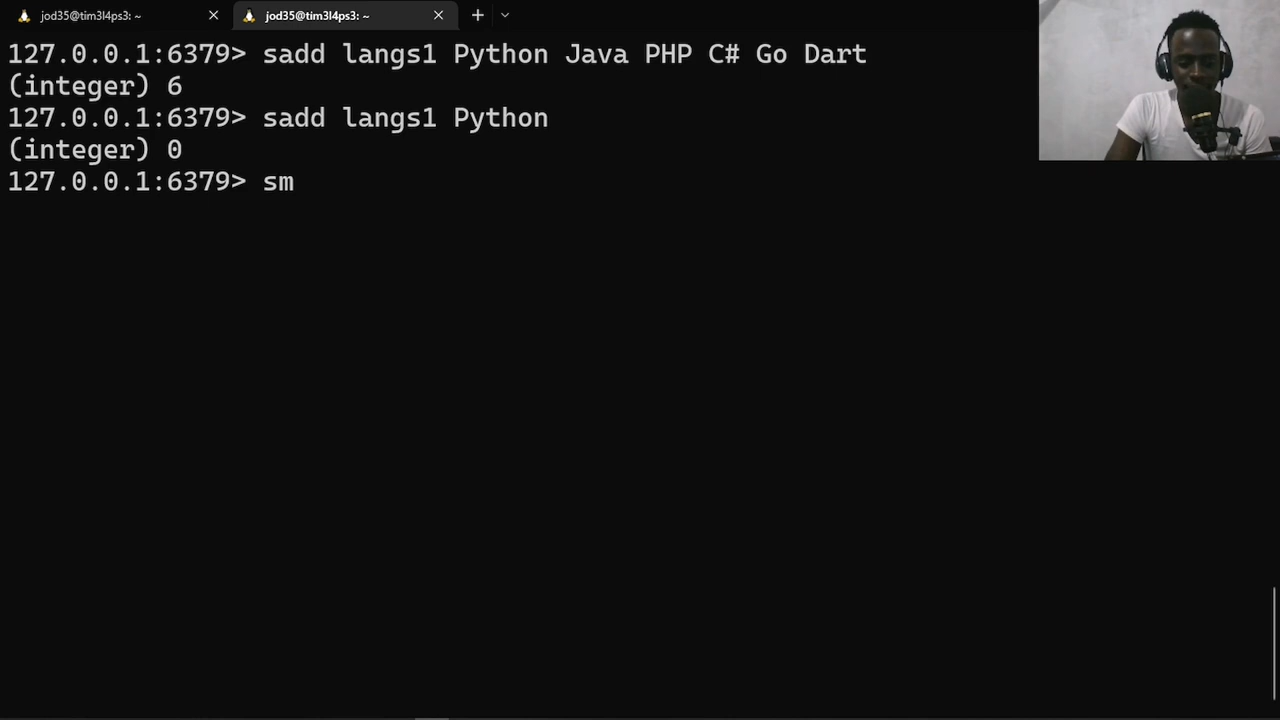 jod35@tim3l4ps3: ~
jod35@tim3l4ps3: ~
127.0.0.1:6379> sadd langs1 Python Java PHP C# Go Dart
(integer) 6
127.0.0.1:6379> sadd langs1 Python
(integer) 0
127.0.0.1:6379> sm